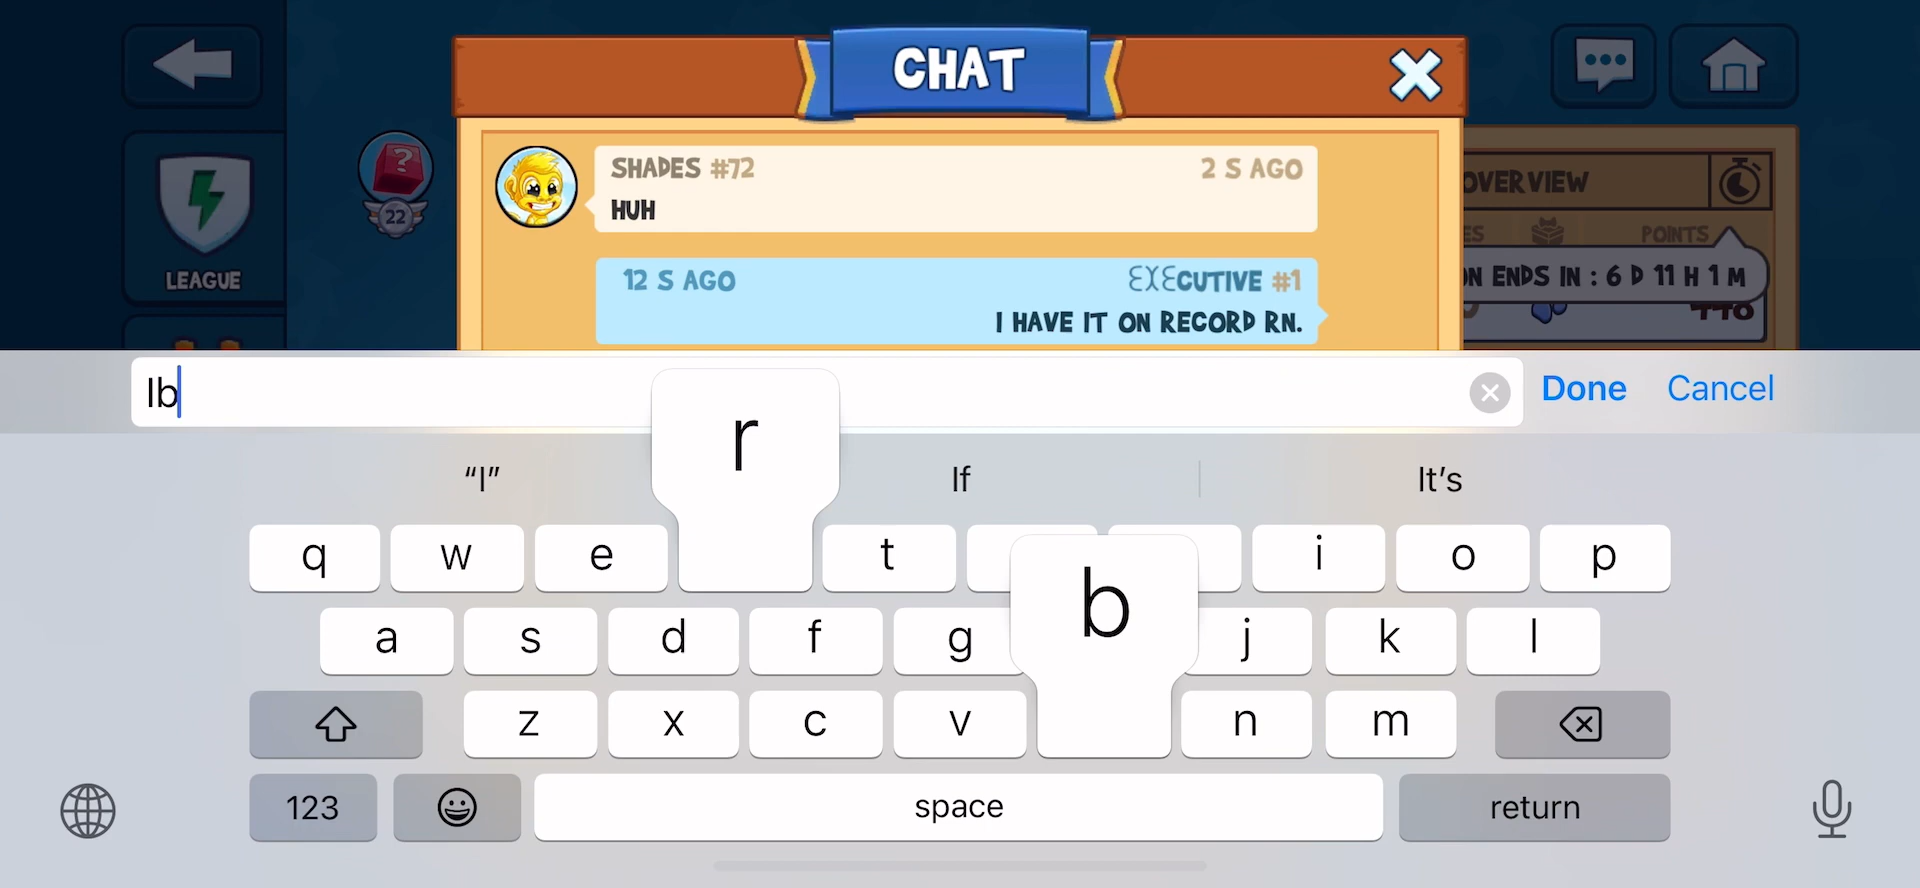 CHAT
SHADES #72
2 S AGO
HUH
12 S AGO
ƐXƐCUTIVE #1
I HAVE IT ON RECORD RN.
LEAGUE
?
22
OVERVIEW
POINTS
ENDS IN : 6 D 11 H 1 M
Ib
Done
Cancel
“I”
If
It’s
r
b
q w e t i o p
a s d f g j k l
z x c v n m
123
space
return